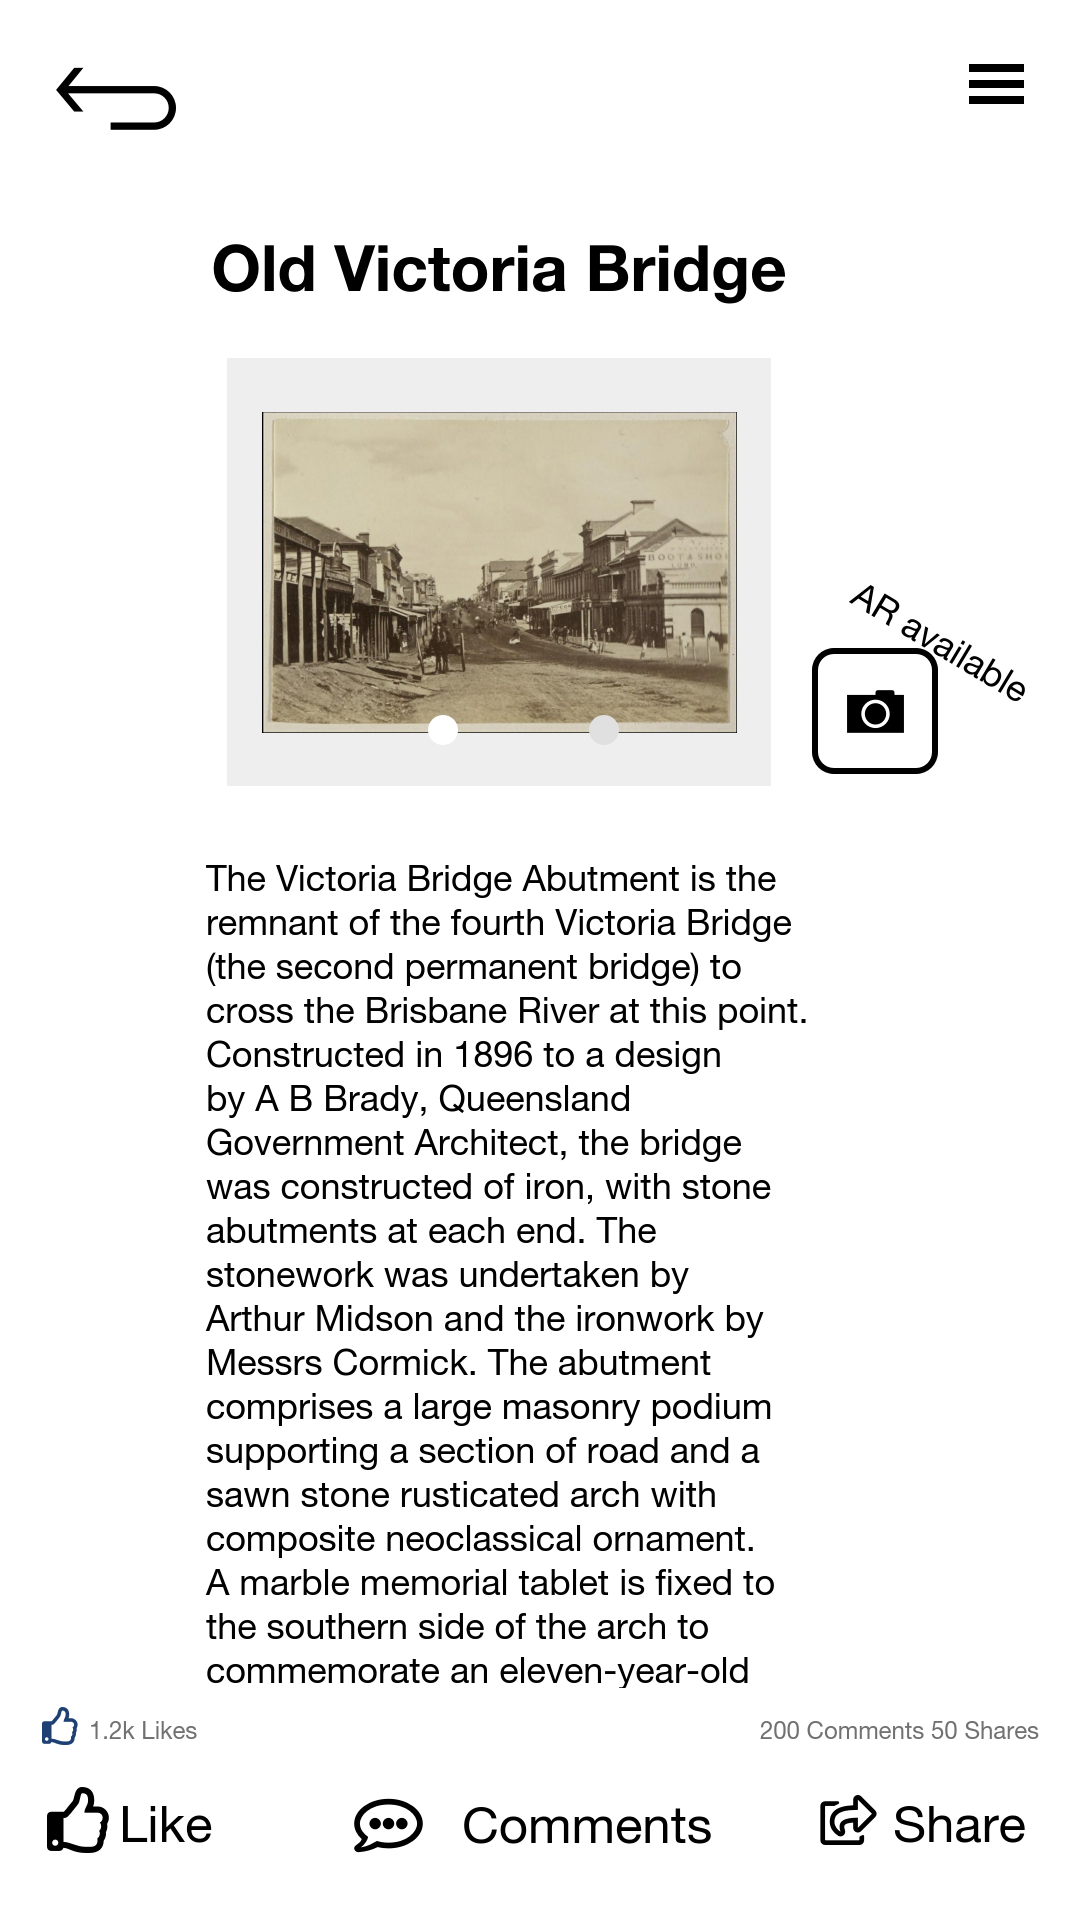 Old Victoria Bridge
BOOT & SHOE
AR available
The Victoria Bridge Abutment is the
remnant of the fourth Victoria Bridge
(the second permanent bridge) to
cross the Brisbane River at this point.
Constructed in 1896 to a design
by A B Brady, Queensland
Government Architect, the bridge
was constructed of iron, with stone
abutments at each end. The
stonework was undertaken by
Arthur Midson and the ironwork by
Messrs Cormick. The abutment
comprises a large masonry podium
supporting a section of road and a
sawn stone rusticated arch with
composite neoclassical ornament.
A marble memorial tablet is fixed to
the southern side of the arch to
commemorate an eleven-year-old
1.2k Likes
200 Comments 50 Shares
Like
Comments
Share